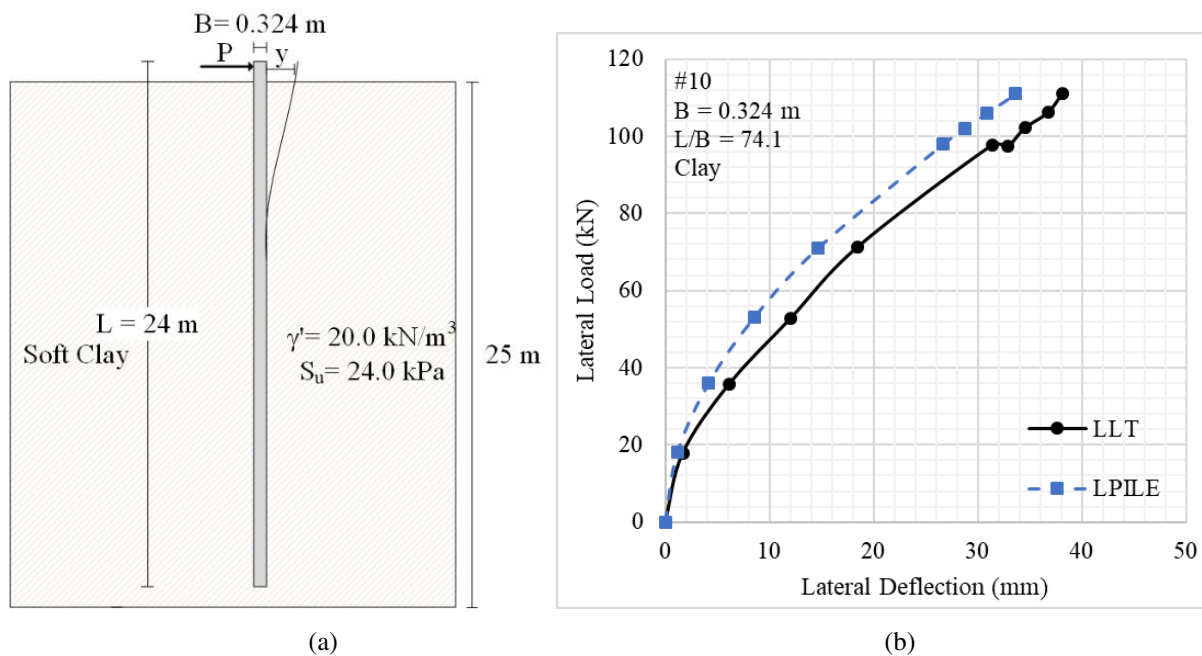 B= 0.324 m
P
y
L = 24 m
Soft Clay
γ'= 20.0 kN/m³
Sᵤ= 24.0 kPa
25 m
(a)
#10
B = 0.324 m
L/B = 74.1
Clay
Lateral Load (kN)
120
100
80
60
40
20
0
LLT
LPILE
0 10 20 30 40 50
Lateral Deflection (mm)
(b)